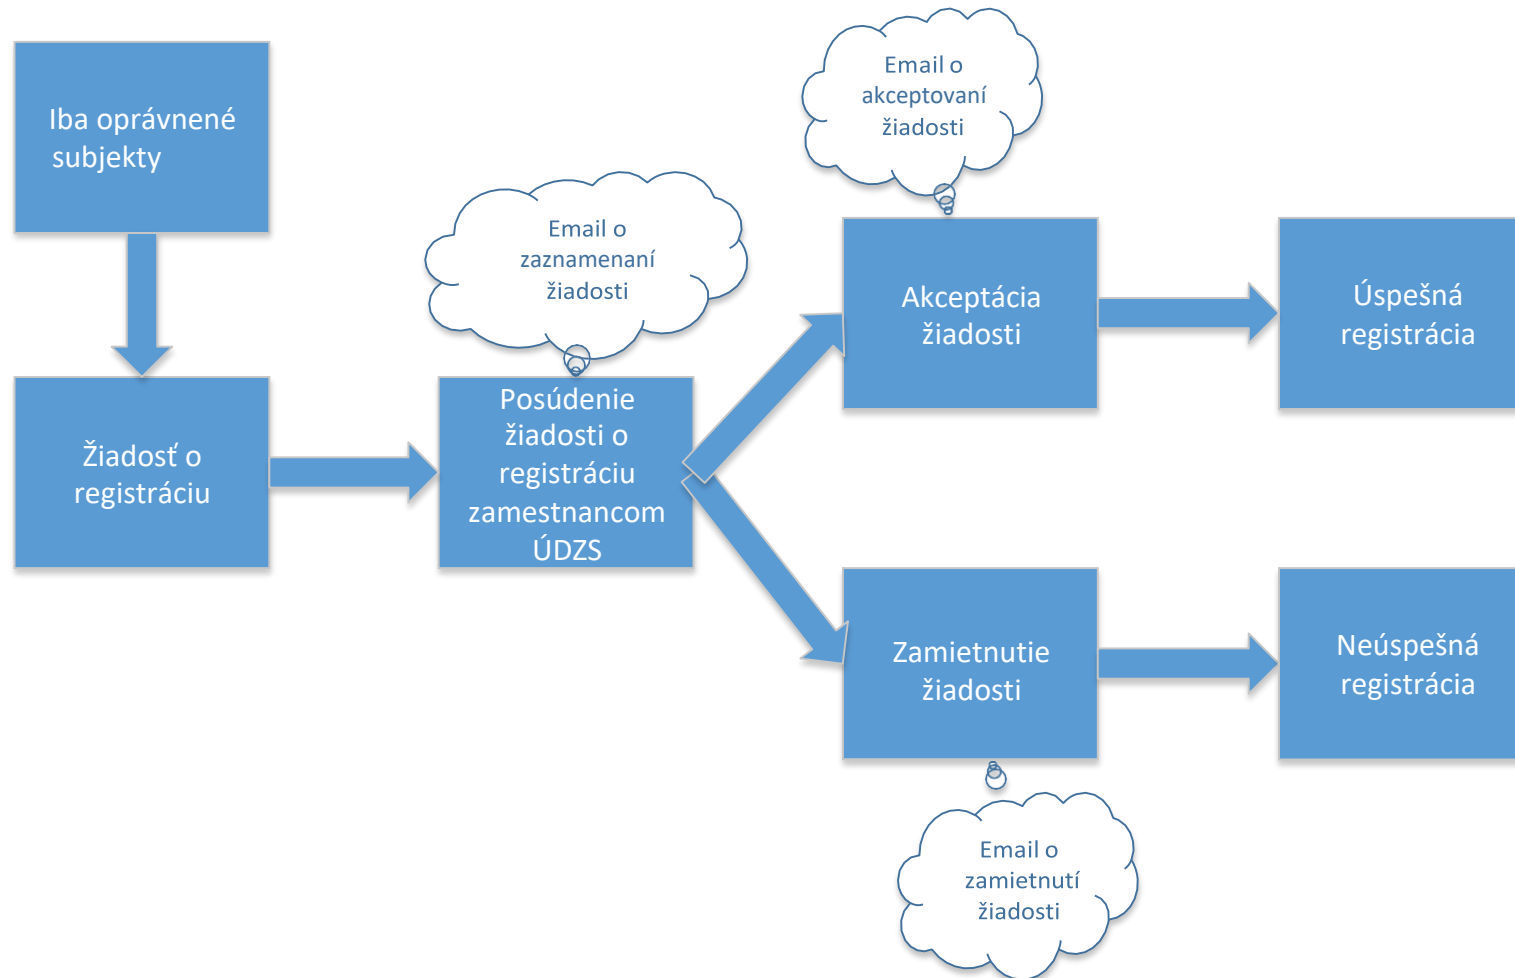 Iba oprávnené
subjekty
Email o
zaznamenaní
žiadosti
Email o
akceptovaní
žiadosti
Žiadosť o
registráciu
Posúdenie
žiadosti o
registráciu
zamestnancom
ÚDZS
Akceptácia
žiadosti
Úspešná
registrácia
Zamietnutie
žiadosti
Neúspešná
registrácia
Email o
zamietnutí
žiadosti